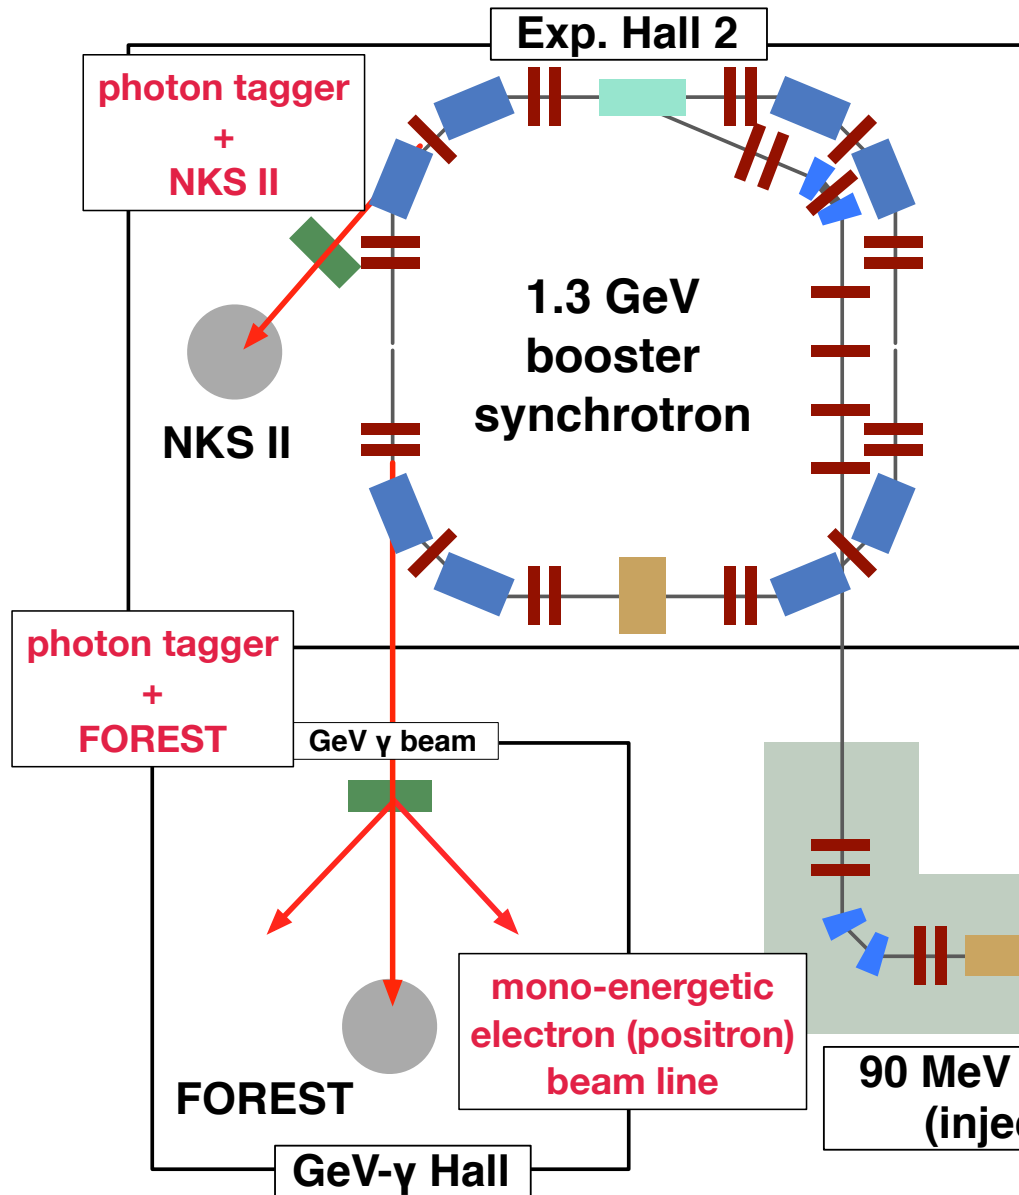 Exp. Hall 2
photon tagger
+
NKS II
1.3 GeV
booster
synchrotron
NKS II
photon tagger
+
FOREST
GeV γ beam
mono-energetic
electron (positron)
beam line
FOREST
90 MeV
GeV-γ Hall